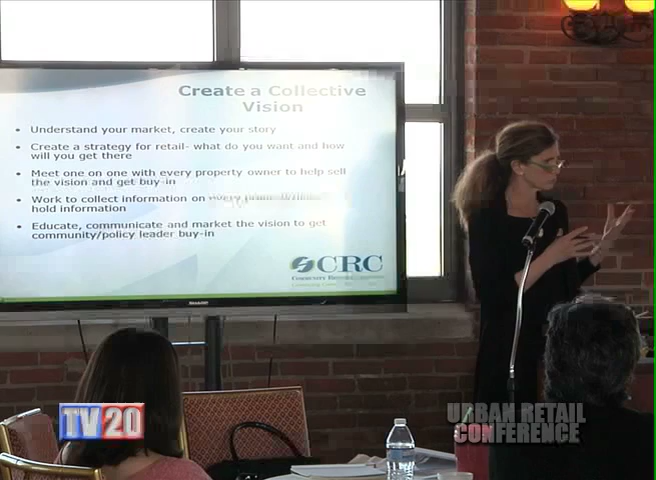 Create a Collective
Vision
• Understand your market, create your story
• Create a strategy for retail- what do you want and how
will you get there
• Meet one on one with every property owner to help sell
the vision and get buy-in
• Work to collect information on every
hold information
• Educate, communicate and market the vision to get
community/policy leader buy-in
CRC
SHARP
TV20
URBAN RETAIL
CONFERENCE